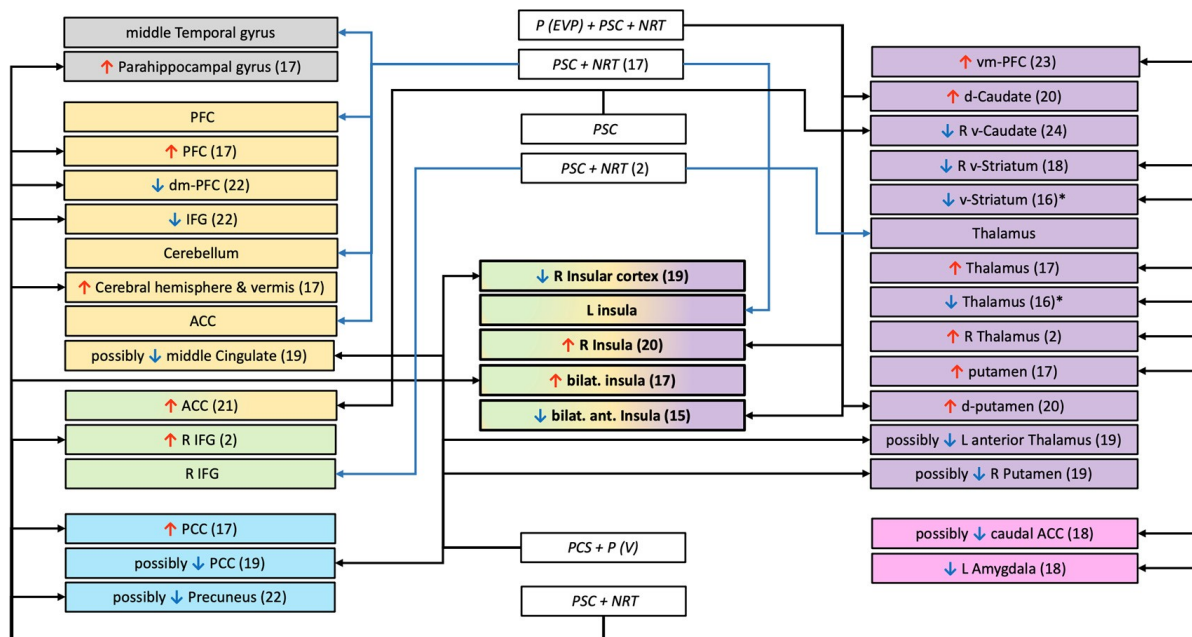 middle Temporal gyrus
↑ Parahippocampal gyrus (17)
PFC
↑ PFC (17)
↓ dm-PFC (22)
↓ IFG (22)
Cerebellum
↑ Cerebral hemisphere & vermis (17)
ACC
possibly ↓ middle Cingulate (19)
↑ ACC (21)
↑ R IFG (2)
R IFG
↑ PCC (17)
possibly ↓ PCC (19)
possibly ↓ Precuneus (22)
P (EVP) + PSC + NRT
PSC + NRT (17)
PSC
PSC + NRT (2)
↓ R Insular cortex (19)
L insula
↑ R Insula (20)
↑ bilat. insula (17)
↓ bilat. ant. Insula (15)
PCS + P (V)
PSC + NRT
↑ vm-PFC (23)
↑ d-Caudate (20)
↓ R v-Caudate (24)
↓ R v-Striatum (18)
↓ v-Striatum (16)*
Thalamus
↑ Thalamus (17)
↓ Thalamus (16)*
↑ R Thalamus (2)
↑ putamen (17)
↑ d-putamen (20)
possibly ↓ L anterior Thalamus (19)
possibly ↓ R Putamen (19)
possibly ↓ caudal ACC (18)
↓ L Amygdala (18)